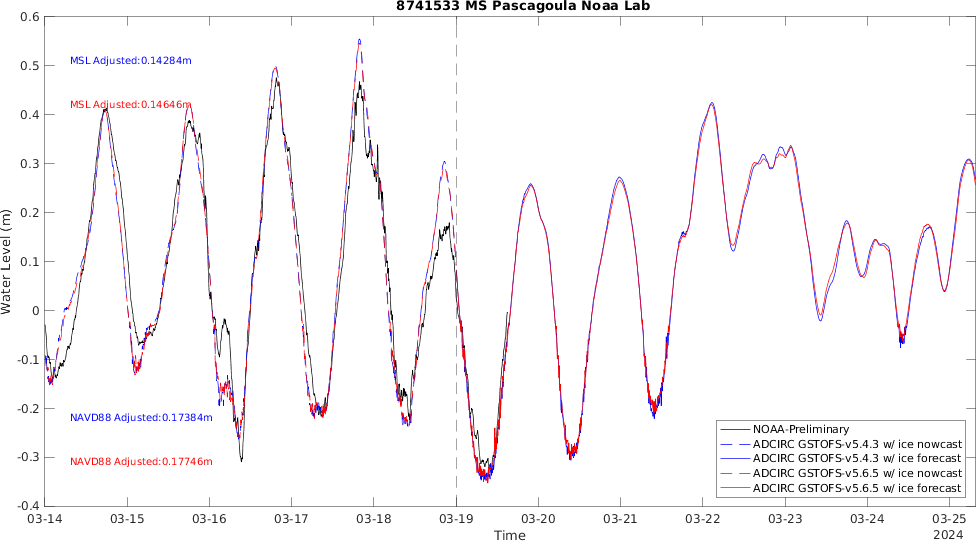 8741533 MS Pascagoula Noaa Lab
0.6
0.5
0.4
0.3
0.2
0.1
0
-0.1
-0.2
-0.3
-0.4
Water Level (m)
MSL Adjusted:0.14284m
MSL Adjusted:0.14646m
NAVD88 Adjusted:0.17384m
NAVD88 Adjusted:0.17746m
NOAA-Preliminary
ADCIRC GSTOFS-v5.4.3 w/ ice nowcast
ADCIRC GSTOFS-v5.4.3 w/ ice forecast
ADCIRC GSTOFS-v5.6.5 w/ ice nowcast
ADCIRC GSTOFS-v5.6.5 w/ ice forecast
03-14 03-15 03-16 03-17 03-18 03-19 03-20 03-21 03-22 03-23 03-24 03-25
2024
Time